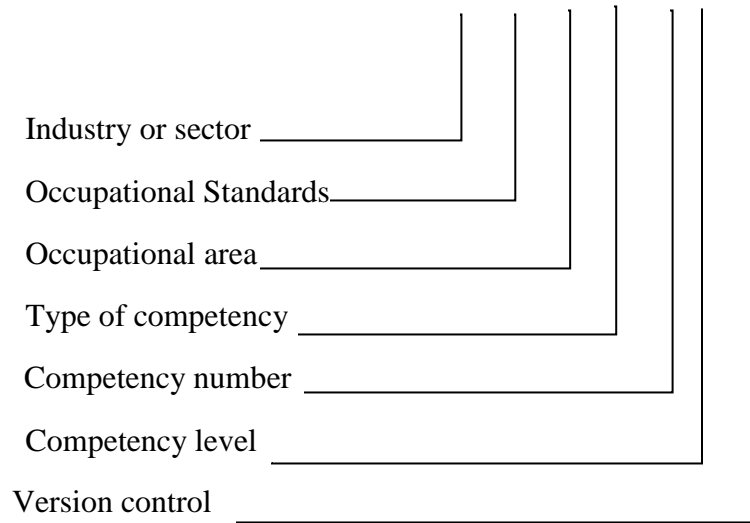 Industry or sector
Occupational Standards
Occupational area
Type of competency
Competency number
Competency level
Version control